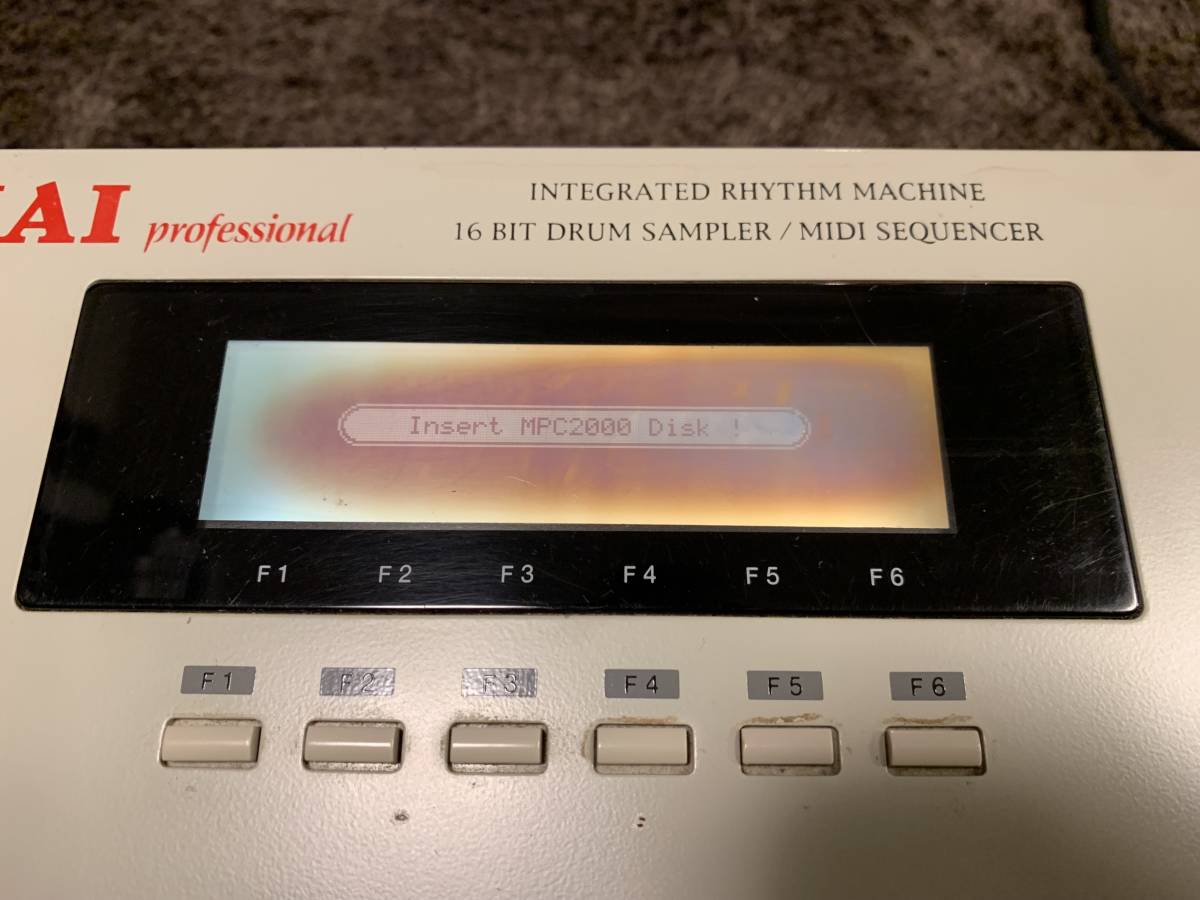 AKAI professional
INTEGRATED RHYTHM MACHINE
16 BIT DRUM SAMPLER / MIDI SEQUENCER
Insert MPC2000 Disk !
F1 F2 F3 F4 F5 F6
F1 F2 F3 F4 F5 F6